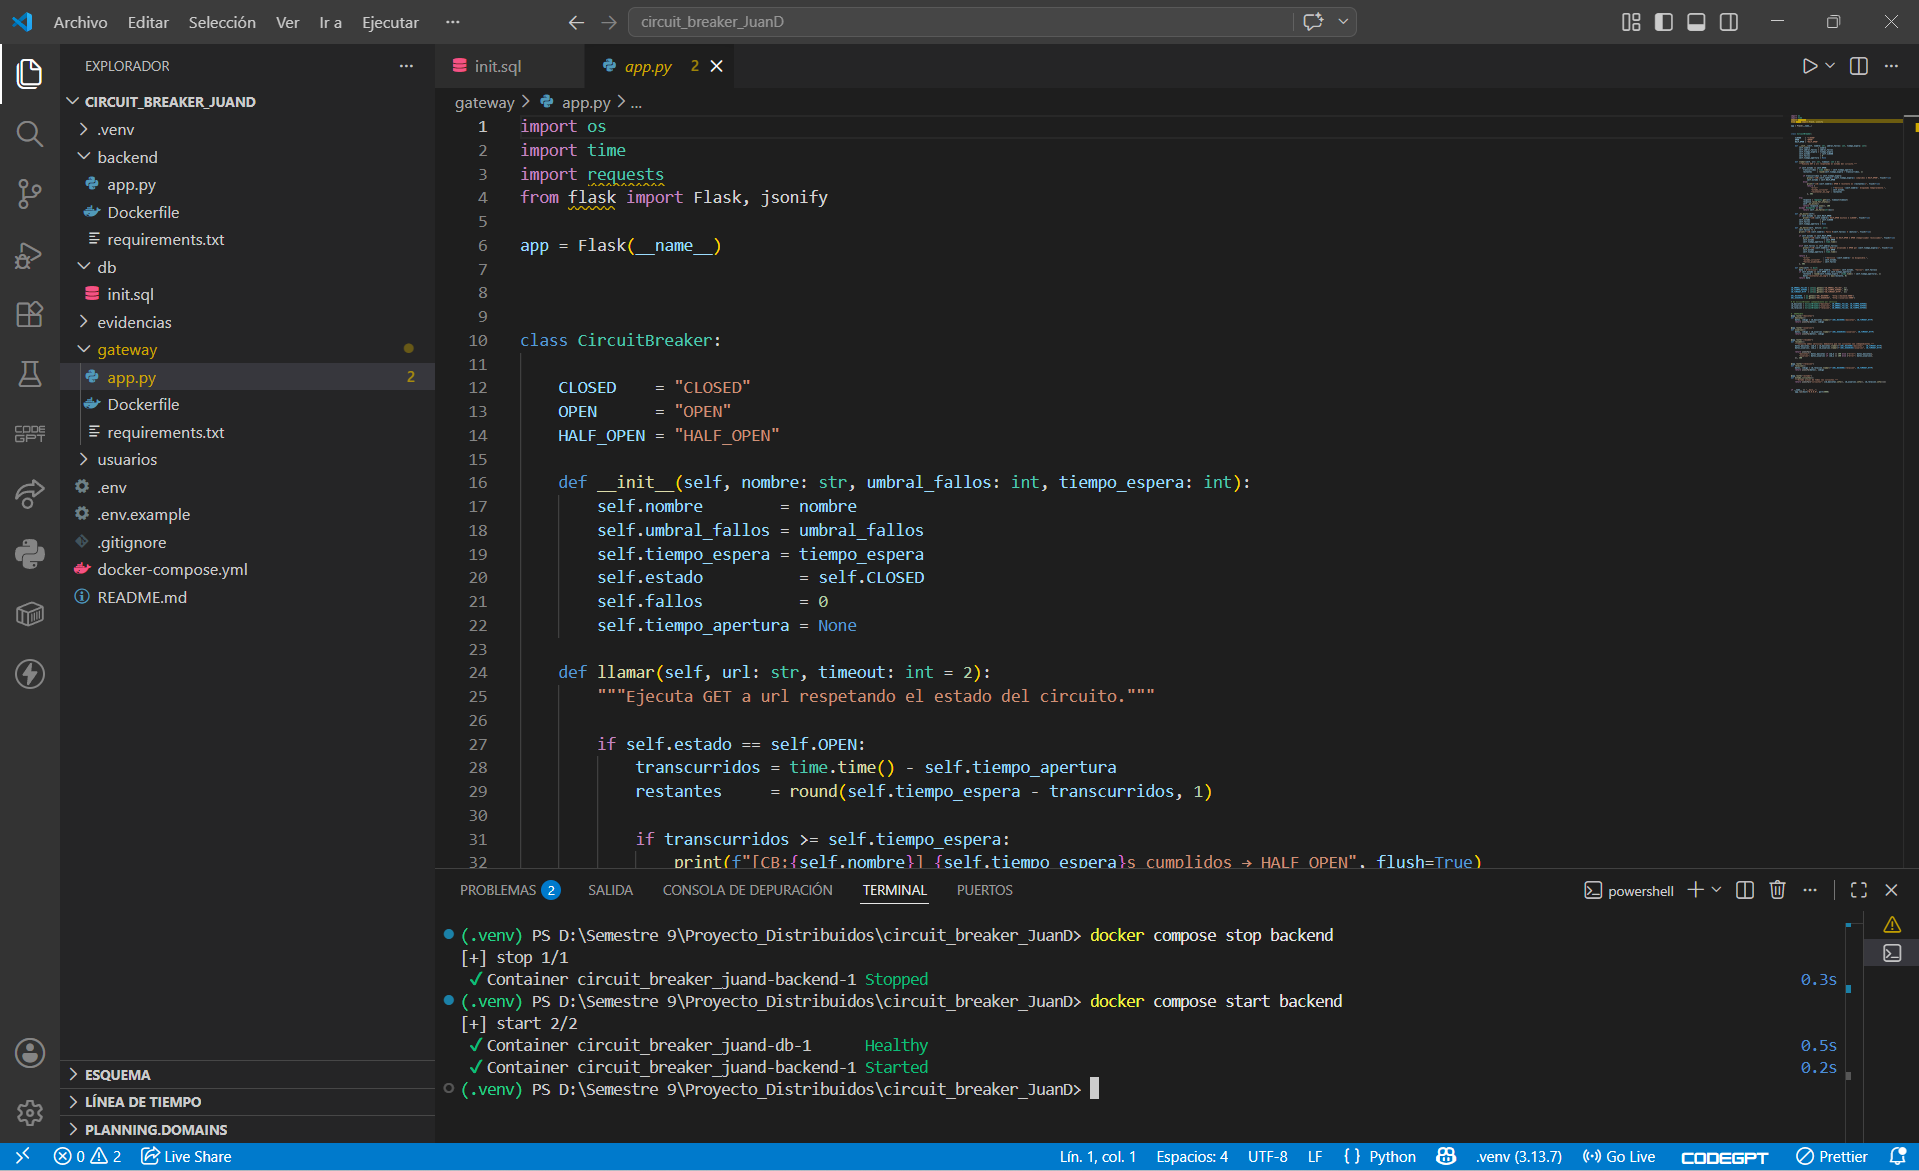 Archivo Editar Selección Ver Ir a Ejecutar ···
circuit_breaker_JuanD
EXPLORADOR
CIRCUIT_BREAKER_JUAND
.venv
backend
app.py
Dockerfile
requirements.txt
db
init.sql
evidencias
gateway
app.py 2
Dockerfile
requirements.txt
usuarios
.env
.env.example
.gitignore
docker-compose.yml
README.md
ESQUEMA
LÍNEA DE TIEMPO
PLANNING.DOMAINS
CODE GPT
init.sql
app.py 2
gateway > app.py > ...
1 import os
2 import time
3 import requests
4 from flask import Flask, jsonify
5
6 app = Flask(__name__)
7
8
9
10 class CircuitBreaker:
11
12 CLOSED = "CLOSED"
13 OPEN = "OPEN"
14 HALF_OPEN = "HALF_OPEN"
15
16 def __init__(self, nombre: str, umbral_fallos: int, tiempo_espera: int):
17 self.nombre = nombre
18 self.umbral_fallos = umbral_fallos
19 self.tiempo_espera = tiempo_espera
20 self.estado = self.CLOSED
21 self.fallos = 0
22 self.tiempo_apertura = None
23
24 def llamar(self, url: str, timeout: int = 2):
25 """Ejecuta GET a url respetando el estado del circuito."""
26
27 if self.estado == self.OPEN:
28 transcurridos = time.time() - self.tiempo_apertura
29 restantes = round(self.tiempo_espera - transcurridos, 1)
30
31 if transcurridos >= self.tiempo_espera:
32 print(f"[CB:{self.nombre}] {self.tiempo_espera}s cumplidos → HALF_OPEN", flush=True)
PROBLEMAS 2 SALIDA CONSOLA DE DEPURACIÓN TERMINAL PUERTOS
powershell
(.venv) PS D:\Semestre 9\Proyecto_Distribuidos\circuit_breaker_JuanD> docker compose stop backend
[+] stop 1/1
✓Container circuit_breaker_juand-backend-1 Stopped 0.3s
(.venv) PS D:\Semestre 9\Proyecto_Distribuidos\circuit_breaker_JuanD> docker compose start backend
[+] start 2/2
✓Container circuit_breaker_juand-db-1 Healthy 0.5s
✓Container circuit_breaker_juand-backend-1 Started 0.2s
(.venv) PS D:\Semestre 9\Proyecto_Distribuidos\circuit_breaker_JuanD>
0 2 Live Share
Lín. 1, col. 1 Espacios: 4 UTF-8 LF { } Python .venv (3.13.7) Go Live CODEGPT Prettier